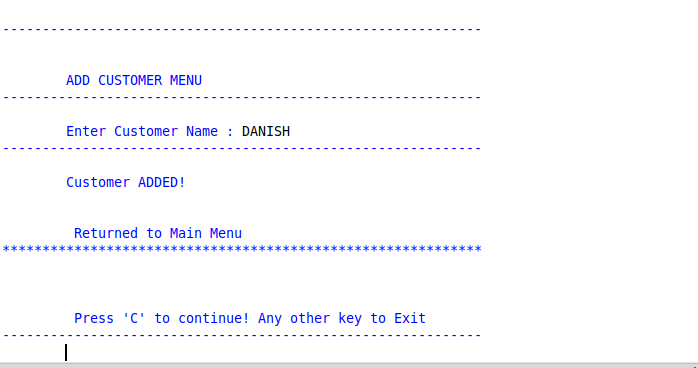 ------------------------------------------------------------
ADD CUSTOMER MENU
------------------------------------------------------------
Enter Customer Name : DANISH
------------------------------------------------------------
Customer ADDED!
Returned to Main Menu
************************************************************
Press 'C' to continue! Any other key to Exit
------------------------------------------------------------